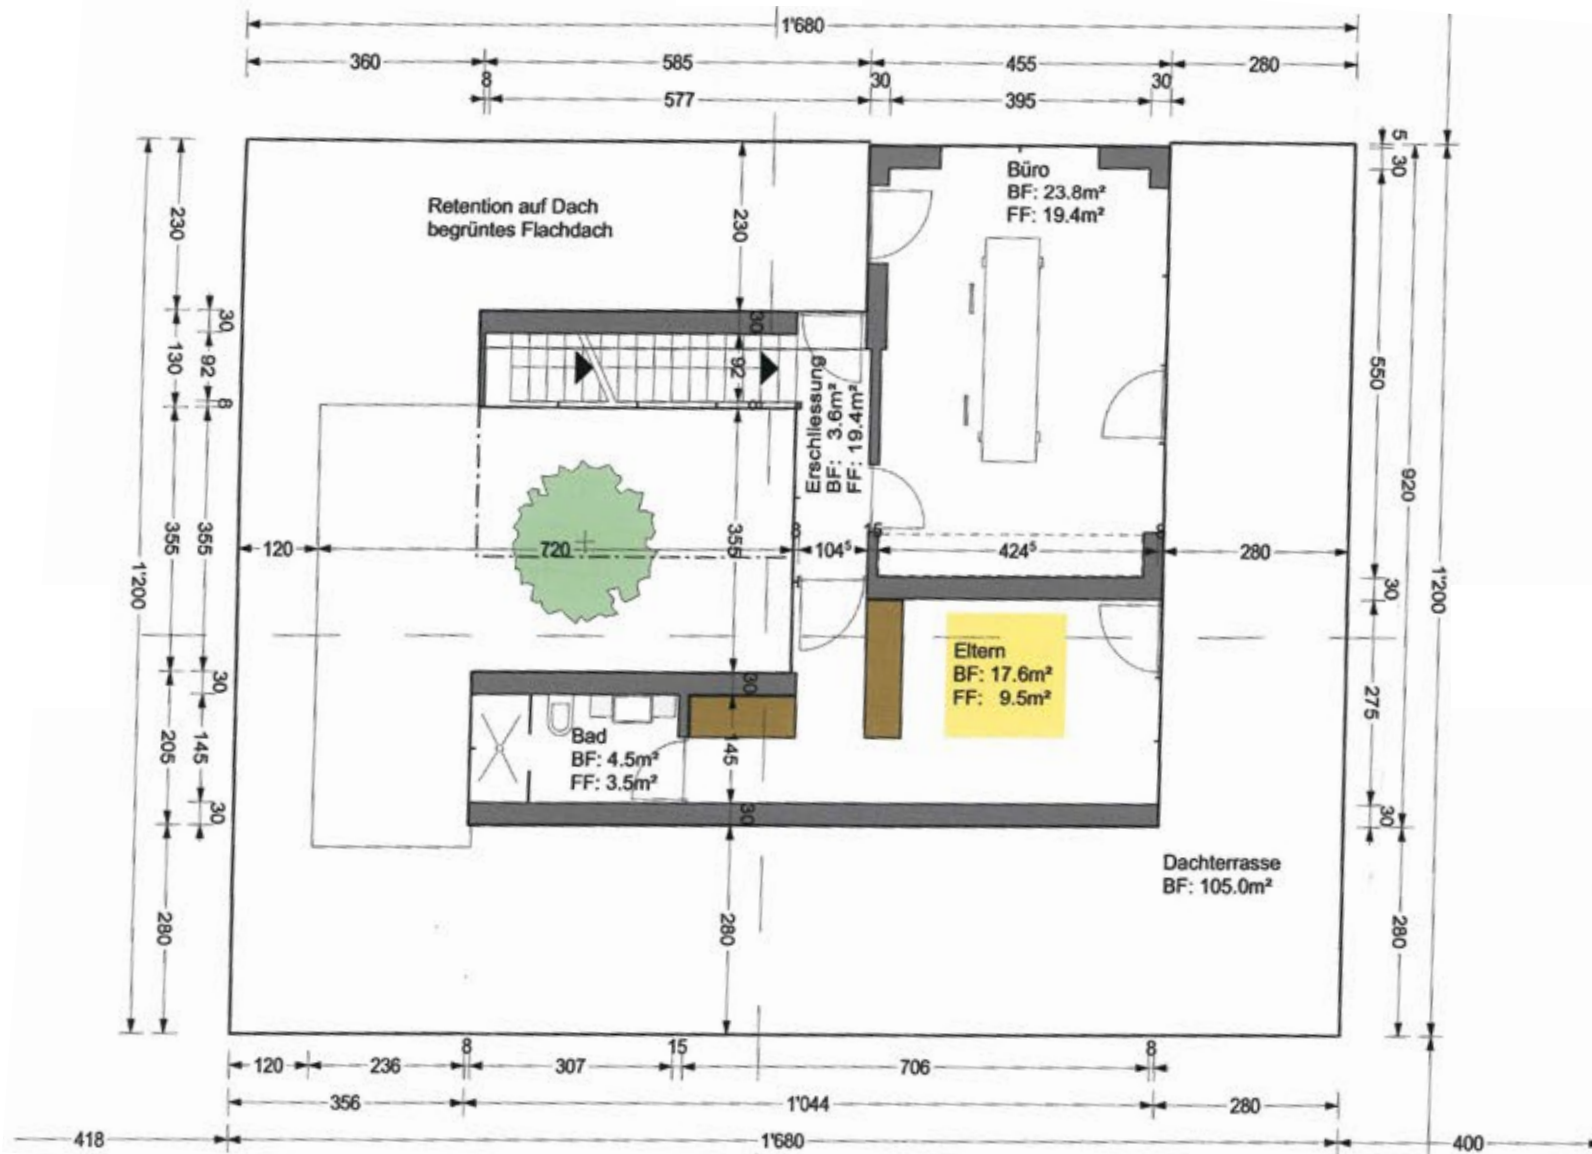 1'680
360 585 455 280
8 30 30
577 395
5
30
Büro
BF: 23.8m²
FF: 19.4m²
Retention auf Dach
begrüntes Flachdach
230
230
30
130
92
8
30
92
8
Erschliessung
BF: 3.6m²
FF: 19.4m²
550
920
1'200
1'200
355
355
355
120
720
8
104⁵
15
424⁵
8
280
30
Eltern
BF: 17.6m²
FF: 9.5m²
275
30
205
145
30
30
145
30
Bad
BF: 4.5m²
FF: 3.5m²
30
Dachterrasse
BF: 105.0m²
280
280
280
8 15 8
120 236 307 706
356 1'044 280
418 1'680 400